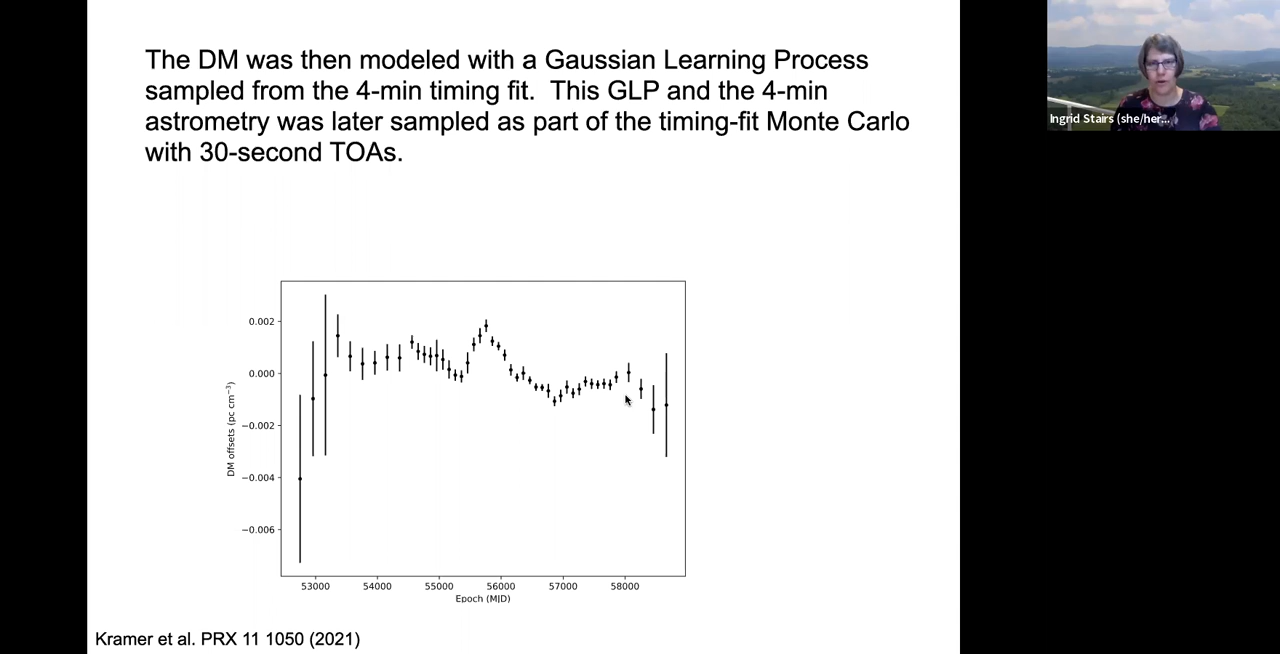 The DM was then modeled with a Gaussian Learning Process
sampled from the 4-min timing fit.  This GLP and the 4-min
astrometry was later sampled as part of the timing-fit Monte Carlo
with 30-second TOAs.
Ingrid Stairs (she/her...
0.002
0.000
−0.002
−0.004
−0.006
DM offsets (pc cm⁻³)
53000 54000 55000 56000 57000 58000
Epoch (MJD)
Kramer et al. PRX 11 1050 (2021)